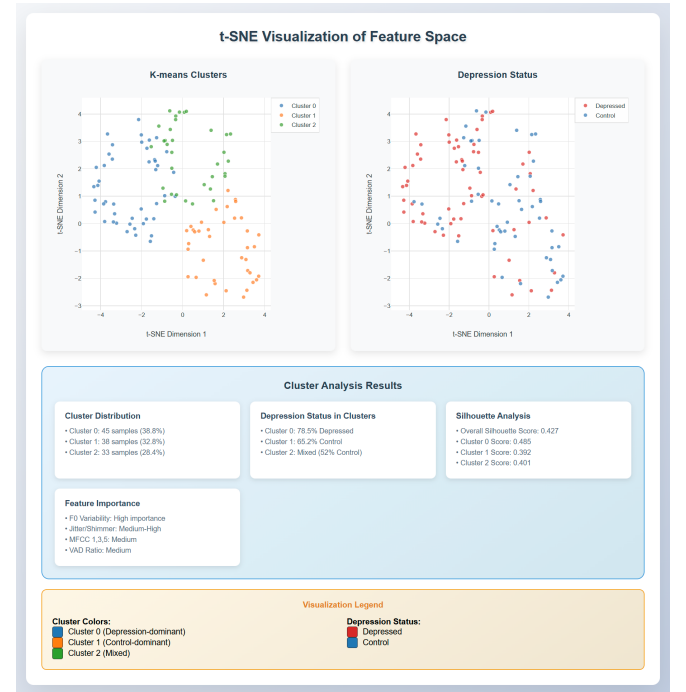 t-SNE Visualization of Feature Space
K-means Clusters
Cluster 0
Cluster 1
Cluster 2
4
3
2
1
0
−1
−2
−3
−4
−2
0
2
4
t-SNE Dimension 2
t-SNE Dimension 1
Depression Status
Depressed
Control
4
3
2
1
0
−1
−2
−3
−4
−2
0
2
4
t-SNE Dimension 2
t-SNE Dimension 1
Cluster Analysis Results
Cluster Distribution
• Cluster 0: 45 samples (38.8%)
• Cluster 1: 38 samples (32.8%)
• Cluster 2: 33 samples (28.4%)
Depression Status in Clusters
• Cluster 0: 78.5% Depressed
• Cluster 1: 65.2% Control
• Cluster 2: Mixed (52% Control)
Silhouette Analysis
• Overall Silhouette Score: 0.427
• Cluster 0 Score: 0.485
• Cluster 1 Score: 0.392
• Cluster 2 Score: 0.401
Feature Importance
• F0 Variability: High importance
• Jitter/Shimmer: Medium-High
• MFCC 1,3,5: Medium
• VAD Ratio: Medium
Visualization Legend
Cluster Colors:
Cluster 0 (Depression-dominant)
Cluster 1 (Control-dominant)
Cluster 2 (Mixed)
Depression Status:
Depressed
Control